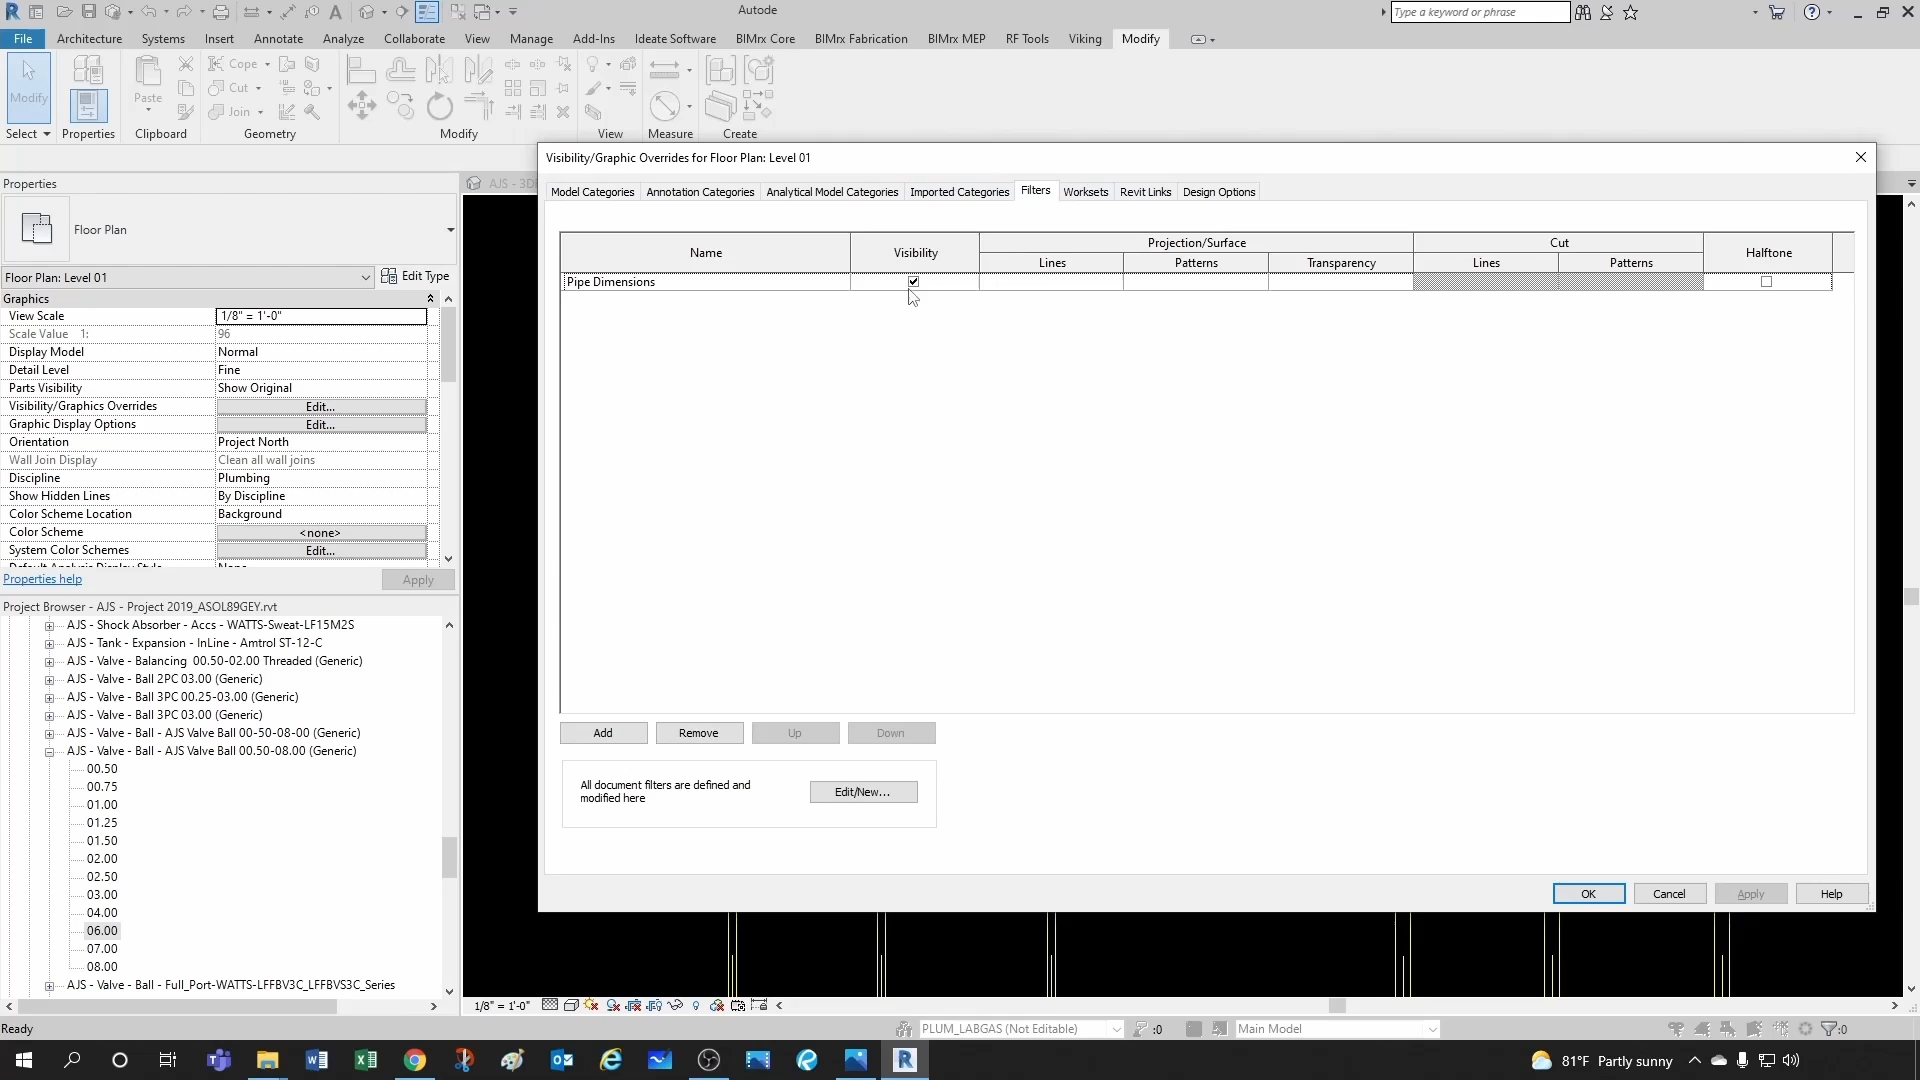 Autode
Type a keyword or phrase
File Architecture Systems Insert Annotate Analyze Collaborate View Manage Add-Ins Ideate Software BIMrx Core BIMrx Fabrication BIMrx MEP RF Tools Viking Modify
Modify Paste Cope
Cut
Join
Select Properties Clipboard Geometry Modify View Measure Create
Visibility/Graphic Overrides for Floor Plan: Level 01
Model Categories Annotation Categories Analytical Model Categories Imported Categories Filters Worksets Revit Links Design Options
Name Visibility Projection/Surface Cut Halftone
Lines Patterns Transparency Lines Patterns
Pipe Dimensions
Add Remove Up Down
All document filters are defined and
modified here
Edit/New...
OK Cancel Apply Help
Properties
AJS - 3D
Floor Plan
Floor Plan: Level 01 Edit Type
Graphics
View Scale 1/8" = 1'-0"
Scale Value 1: 96
Display Model Normal
Detail Level Fine
Parts Visibility Show Original
Visibility/Graphics Overrides Edit...
Graphic Display Options Edit...
Orientation Project North
Wall Join Display Clean all wall joins
Discipline Plumbing
Show Hidden Lines By Discipline
Color Scheme Location Background
Color Scheme <none>
System Color Schemes Edit...
Default Analysis Display Style None
Properties help Apply
Project Browser - AJS - Project 2019_ASOL89GEY.rvt
AJS - Shock Absorber - Accs - WATTS-Sweat-LF15M2S
AJS - Tank - Expansion - InLine - Amtrol ST-12-C
AJS - Valve - Balancing 00.50-02.00 Threaded (Generic)
AJS - Valve - Ball 2PC 03.00 (Generic)
AJS - Valve - Ball 3PC 00.25-03.00 (Generic)
AJS - Valve - Ball 3PC 03.00 (Generic)
AJS - Valve - Ball - AJS Valve Ball 00-50-08-00 (Generic)
AJS - Valve - Ball - AJS Valve Ball 00.50-08.00 (Generic)
00.50
00.75
01.00
01.25
01.50
02.00
02.50
03.00
04.00
06.00
07.00
08.00
AJS - Valve - Ball - Full_Port-WATTS-LFFBV3C_LFFBVS3C_Series
1/8" = 1'-0"
Ready PLUM_LABGAS (Not Editable) :0 Main Model :0
81°F Partly sunny